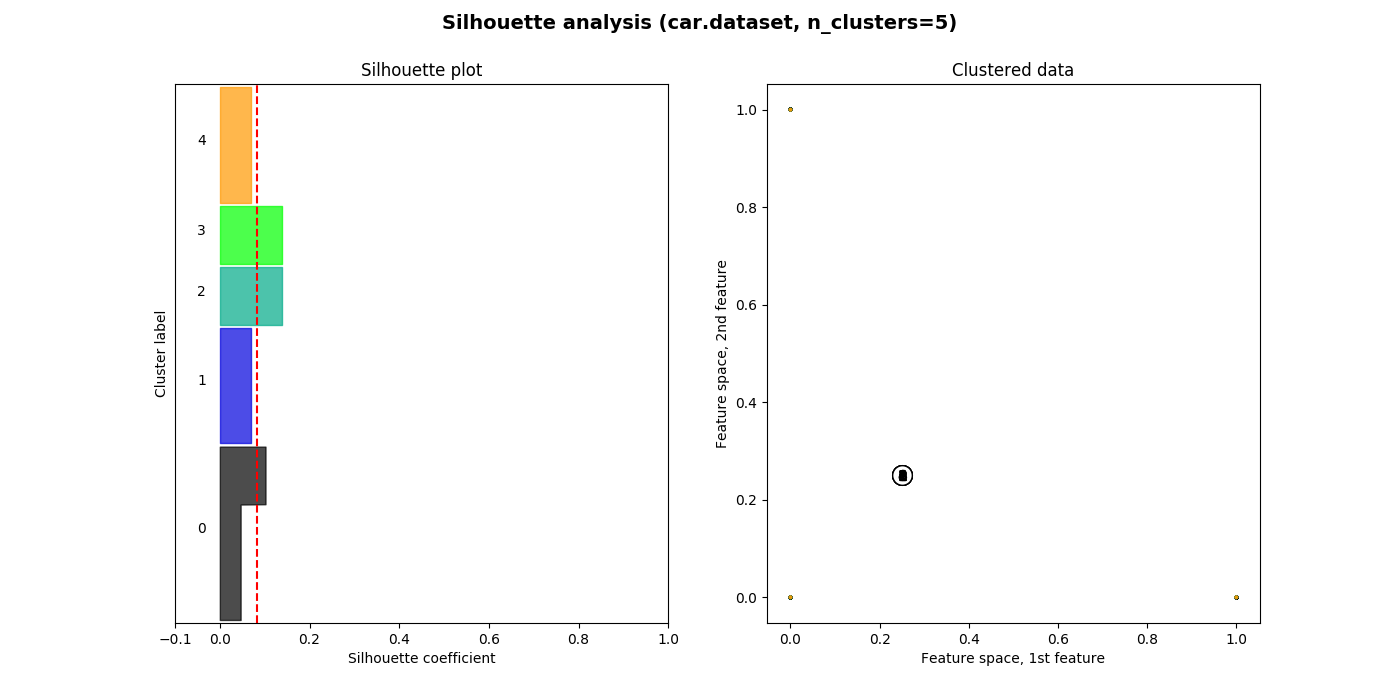 Silhouette analysis (car.dataset, n_clusters=5)
Silhouette plot
4
3
2
1
0
Cluster label
−0.1 0.0 0.2 0.4 0.6 0.8 1.0
Silhouette coefficient
Clustered data
1.0
0.8
0.6
0.4
0.2
0.0
Feature space, 2nd feature
0.0 0.2 0.4 0.6 0.8 1.0
Feature space, 1st feature